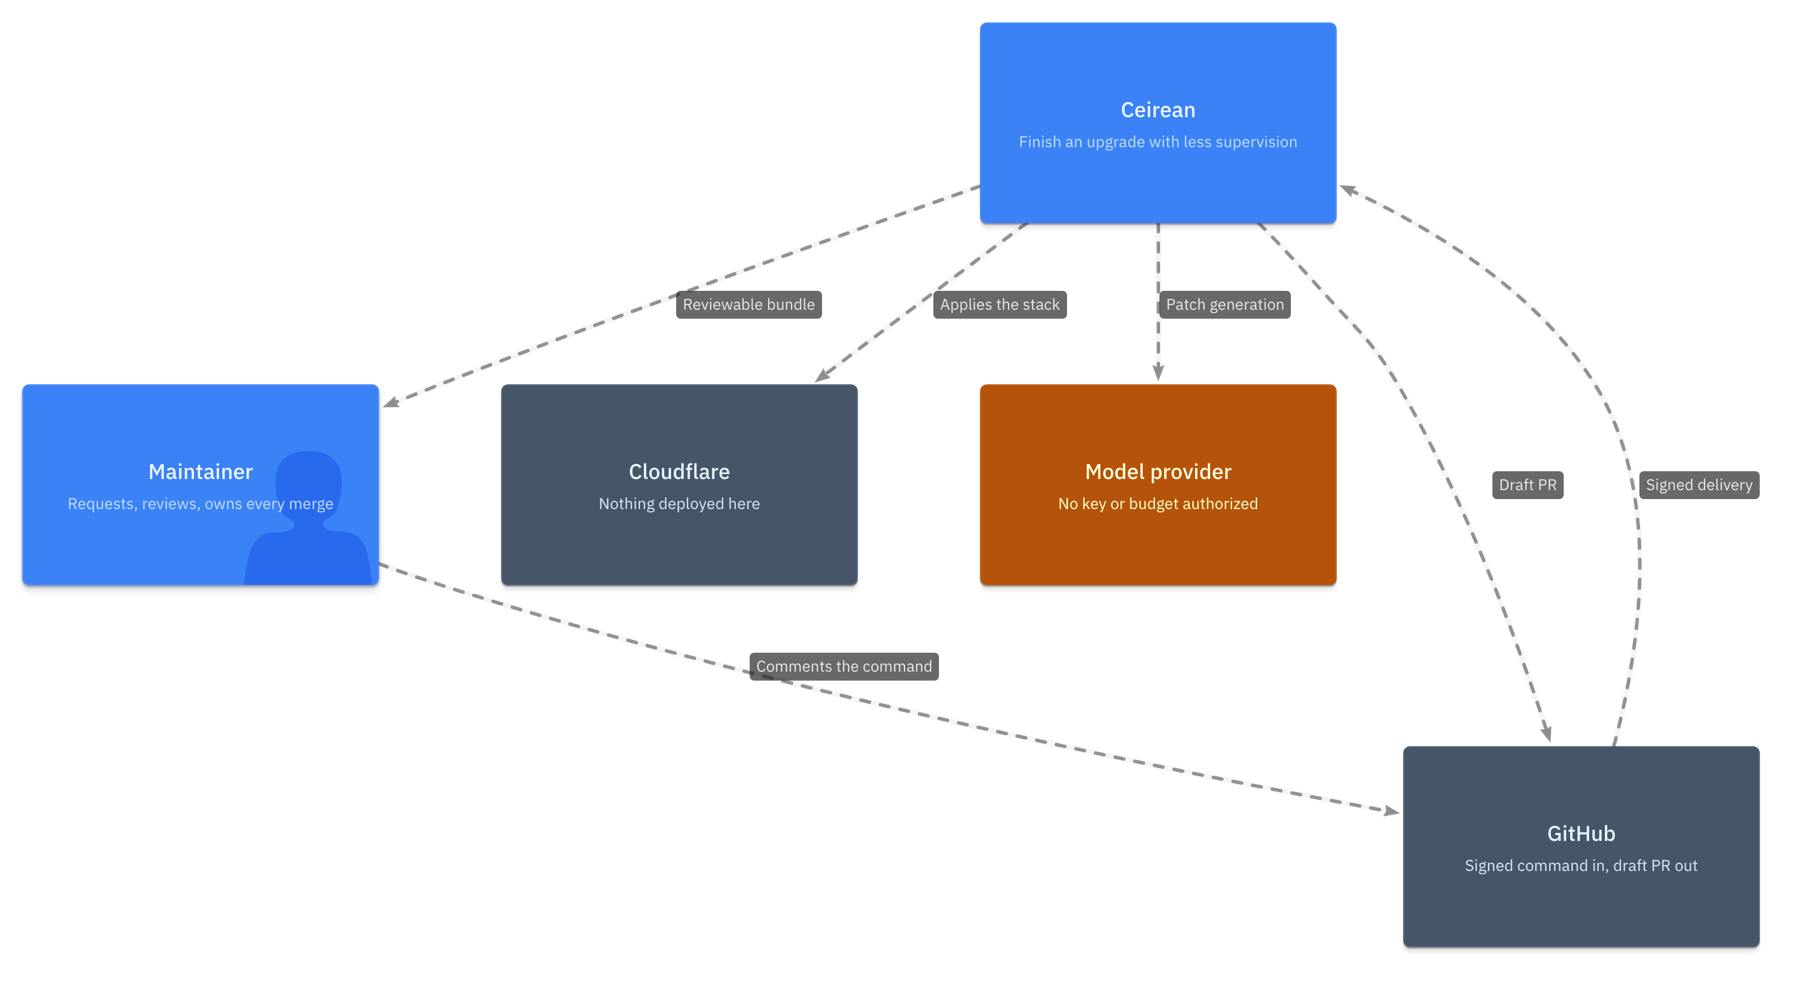 Ceirean
Finish an upgrade with less supervision
Reviewable bundle
Applies the stack
Patch generation
Maintainer
Requests, reviews, owns every merge
Cloudflare
Nothing deployed here
Model provider
No key or budget authorized
Draft PR
Signed delivery
Comments the command
GitHub
Signed command in, draft PR out